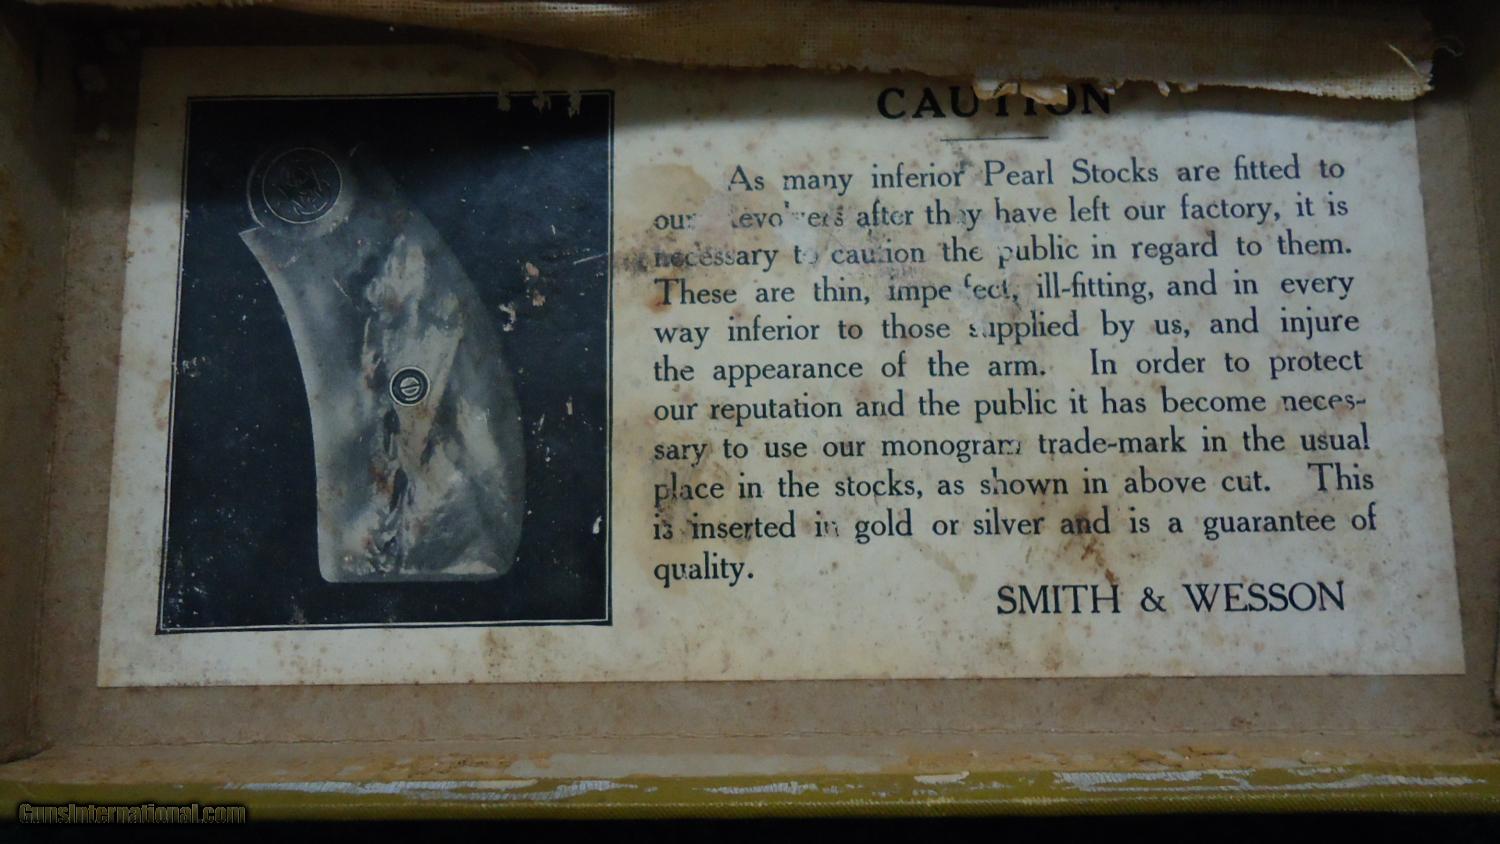 CAUTION
As many inferior Pearl Stocks are fitted to
our revolvers after they have left our factory, it is
necessary to caution the public in regard to them.
These are thin, imperfect, ill-fitting, and in every
way inferior to those supplied by us, and injure
the appearance of the arm. In order to protect
our reputation and the public it has become neces-
sary to use our monogram trade-mark in the usual
place in the stocks, as shown in above cut. This
is inserted in gold or silver and is a guarantee of
quality.
SMITH & WESSON
GunsInternational.com